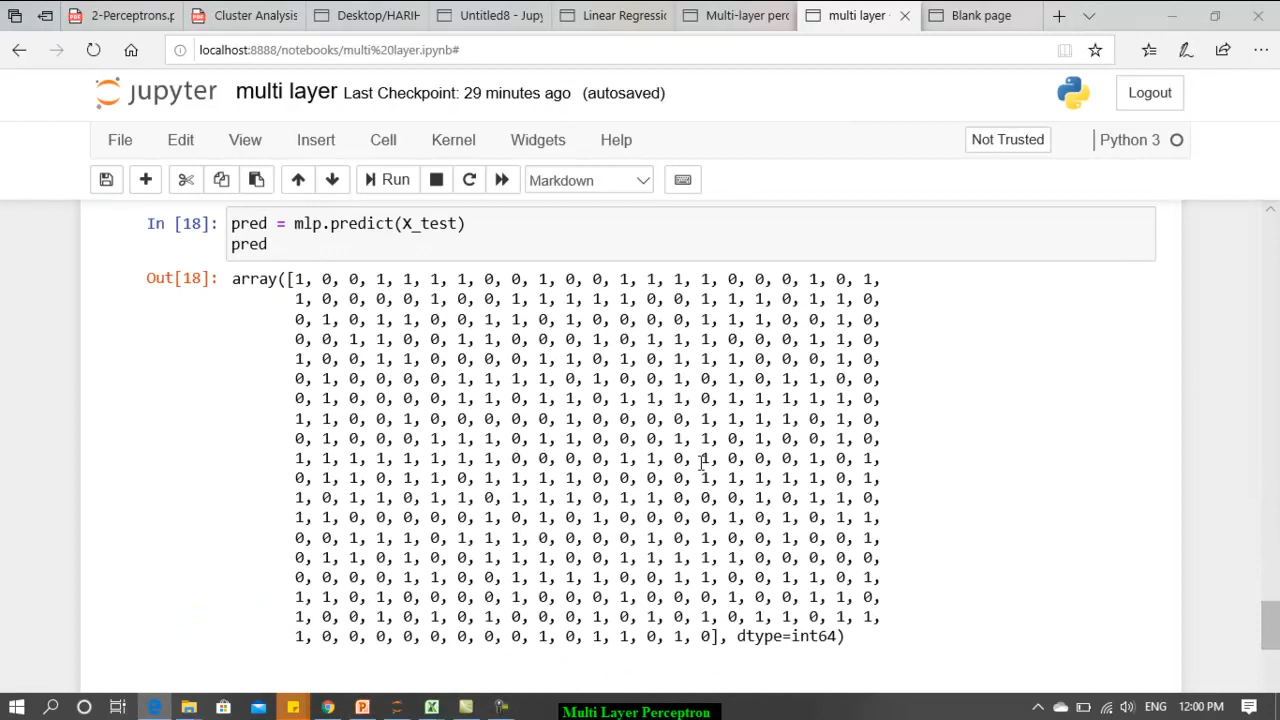 2-Perceptrons.p
Cluster Analysis
Desktop/HARIH
Untitled8 - Jupy
Linear Regressic
Multi-layer perc
multi layer
Blank page
localhost:8888/notebooks/multi%20layer.ipynb#
jupyter multi layer Last Checkpoint: 29 minutes ago (autosaved)
Logout
File Edit View Insert Cell Kernel Widgets Help
Not Trusted
Python 3
Run
Markdown
In [18]: pred = mlp.predict(X_test)
pred
Out[18]: array([1, 0, 0, 1, 1, 1, 1, 0, 0, 1, 0, 0, 1, 1, 1, 1, 0, 0, 0, 1, 0, 1,
1, 0, 0, 0, 0, 1, 0, 0, 1, 1, 1, 1, 1, 0, 0, 1, 1, 1, 0, 1, 1, 0,
0, 1, 0, 1, 1, 0, 0, 1, 1, 0, 1, 0, 0, 0, 0, 1, 1, 1, 0, 0, 1, 0,
0, 0, 1, 1, 0, 0, 1, 1, 0, 0, 0, 1, 0, 1, 1, 1, 0, 0, 0, 1, 1, 0,
1, 0, 0, 1, 1, 0, 0, 0, 0, 1, 1, 0, 1, 0, 1, 1, 1, 0, 0, 0, 1, 0,
0, 1, 0, 0, 0, 0, 1, 1, 1, 1, 0, 1, 0, 0, 1, 0, 1, 0, 1, 1, 0, 0,
0, 1, 0, 0, 0, 0, 1, 1, 0, 1, 1, 0, 1, 1, 1, 0, 1, 1, 1, 1, 1, 0,
1, 1, 0, 0, 1, 0, 0, 0, 0, 0, 1, 0, 0, 0, 0, 1, 1, 1, 1, 0, 1, 0,
0, 1, 0, 0, 0, 1, 1, 1, 0, 1, 1, 0, 0, 0, 1, 1, 0, 1, 0, 0, 1, 0,
1, 1, 1, 1, 1, 1, 1, 1, 0, 0, 0, 0, 1, 1, 0, 1, 0, 0, 0, 1, 0, 1,
0, 1, 1, 0, 1, 1, 0, 1, 1, 1, 1, 0, 0, 0, 0, 1, 1, 1, 1, 1, 0, 1,
1, 0, 1, 1, 0, 1, 1, 0, 1, 1, 1, 0, 1, 1, 0, 0, 0, 1, 0, 1, 1, 0,
1, 1, 0, 0, 0, 0, 0, 1, 0, 1, 0, 1, 0, 0, 0, 0, 1, 0, 1, 0, 1, 1,
0, 0, 1, 1, 1, 0, 1, 1, 1, 0, 0, 0, 0, 1, 0, 1, 0, 0, 1, 0, 0, 1,
0, 1, 1, 0, 1, 0, 0, 1, 1, 1, 0, 0, 1, 1, 1, 1, 1, 0, 0, 0, 0, 0,
0, 0, 0, 0, 1, 1, 0, 0, 1, 1, 1, 1, 0, 0, 1, 1, 0, 0, 1, 1, 0, 1,
1, 1, 0, 1, 0, 0, 0, 0, 1, 0, 0, 0, 1, 0, 0, 0, 1, 0, 0, 1, 1, 0,
1, 0, 0, 1, 0, 1, 0, 1, 0, 0, 0, 1, 0, 1, 0, 1, 0, 1, 1, 0, 1, 1,
1, 0, 0, 0, 0, 0, 0, 0, 0, 1, 0, 1, 1, 0, 1, 0], dtype=int64)
Multi Layer Perceptron
ENG 12:00 PM